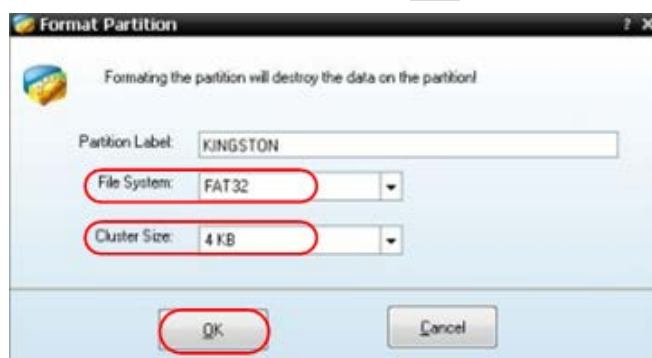 Format Partition ? X
Formating the partition will destroy the data on the partition!
Partition Label: KINGSTON
File System: FAT32
Cluster Size: 4 KB
OK Cancel